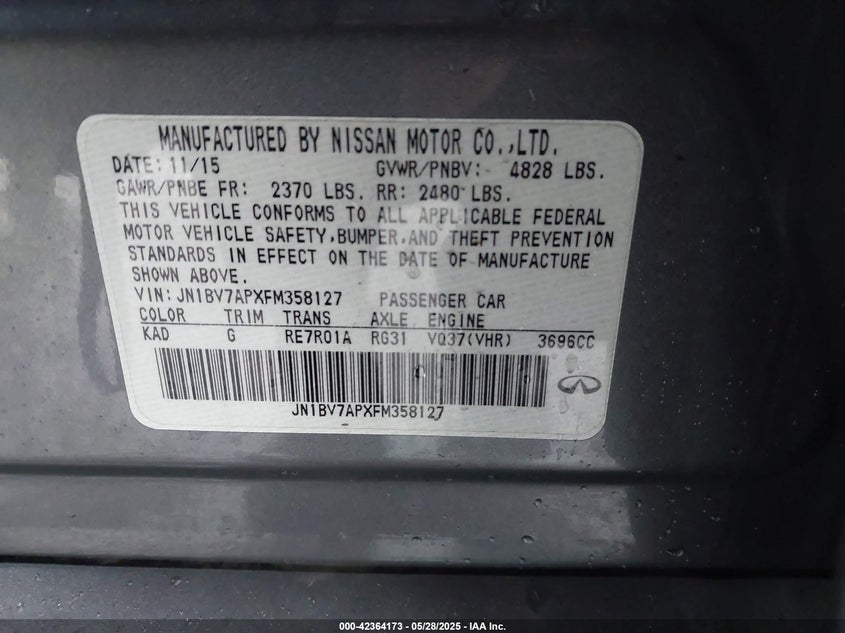 MANUFACTURED BY NISSAN MOTOR CO.,LTD.
DATE: 11/15 GVWR/PNBV: 4828 LBS.
GAWR/PNBE FR: 2370 LBS. RR: 2480 LBS.
THIS VEHICLE CONFORMS TO ALL APPLICABLE FEDERAL
MOTOR VEHICLE SAFETY,BUMPER,AND THEFT PREVENTION
STANDARDS IN EFFECT ON THE DATE OF MANUFACTURE
SHOWN ABOVE.
VIN: JN1BV7APXFM358127 PASSENGER CAR
COLOR TRIM TRANS AXLE ENGINE
KAD G RE7R01A RG31 VQ37(VHR) 3696CC
JN1BV7APXFM358127
000-42364173 — 05/28/2025 — IAA Inc.